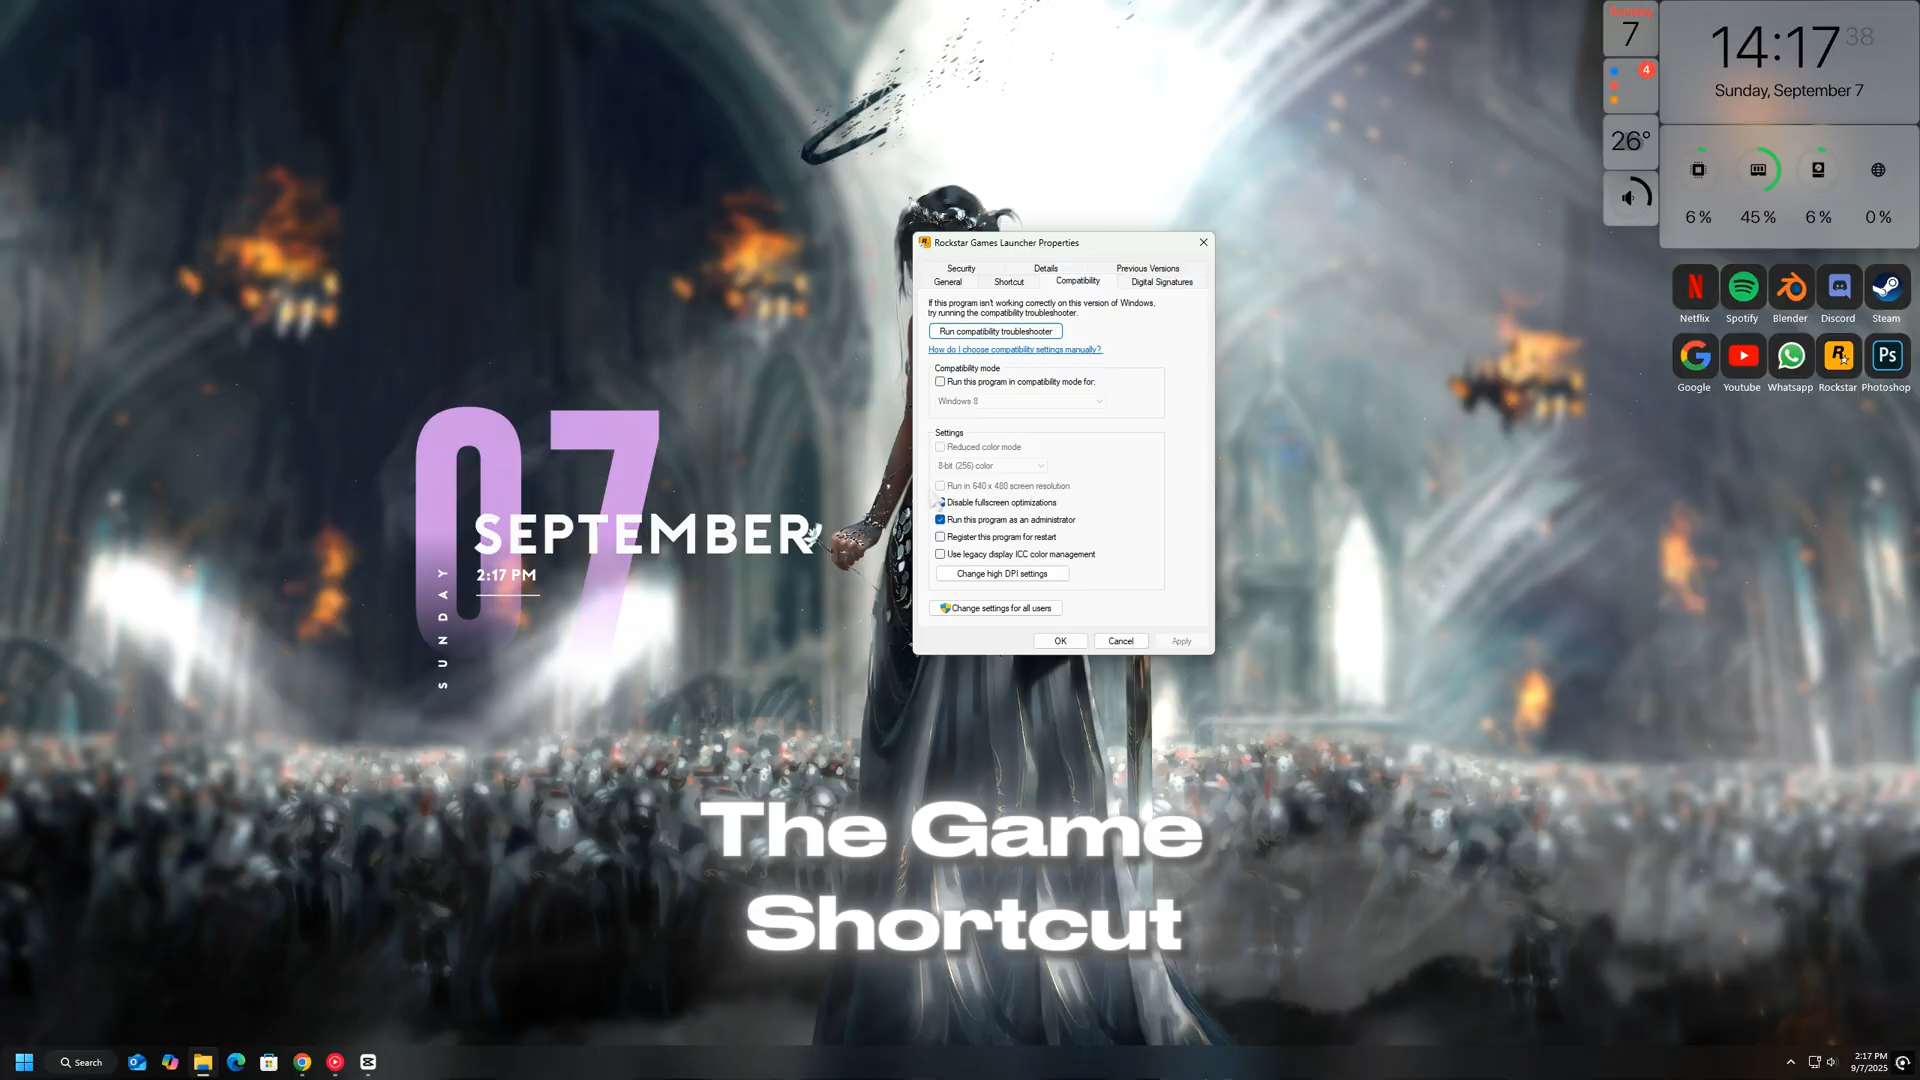 Sunday
7
14:17 38
Sunday, September 7
4
26°
6 %
45 %
6 %
0 %
Netflix
Spotify
Blender
Discord
Steam
Google
Youtube
Whatsapp
Rockstar
Photoshop
Rockstar Games Launcher Properties
Security
Details
Previous Versions
General
Shortcut
Compatibility
Digital Signatures
If this program isn't working correctly on this version of Windows,
try running the compatibility troubleshooter.
Run compatibility troubleshooter
How do I choose compatibility settings manually?
Compatibility mode
Run this program in compatibility mode for:
Windows 8
Settings
Reduced color mode
8-bit (256) color
Run in 640 x 480 screen resolution
Disable fullscreen optimizations
Run this program as an administrator
Register this program for restart
Use legacy display ICC color management
Change high DPI settings
Change settings for all users
OK
Cancel
Apply
07
SEPTEMBER
2:17 PM
SUNDAY
The Game
Shortcut
Search
2:17 PM
9/7/2025